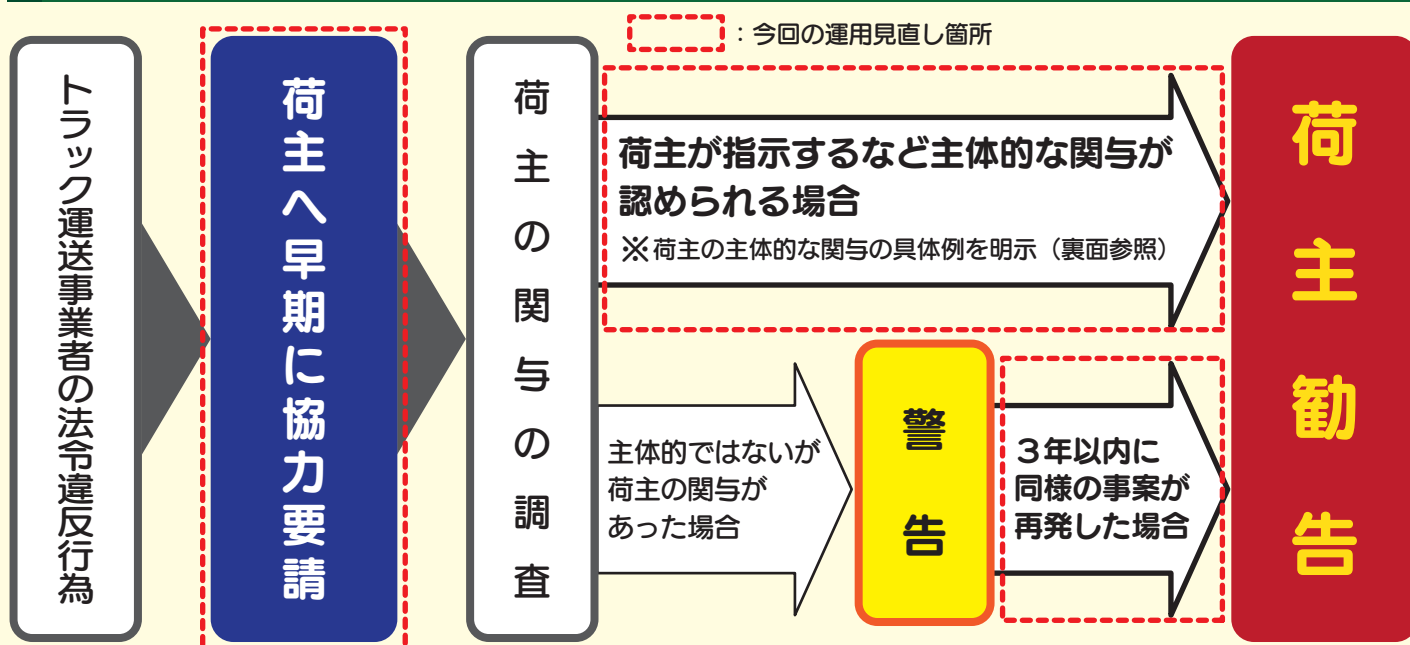 ：今回の運用見直し箇所
トラック運送事業者の法令違反行為
荷主へ早期に協力要請
荷主の関与の調査
荷主が指示するなど主体的な関与が
認められる場合
※荷主の主体的な関与の具体例を明示（裏面参照）
主体的ではないが
荷主の関与が
あった場合
警告
３年以内に
同様の事案が
再発した場合
荷主勧告